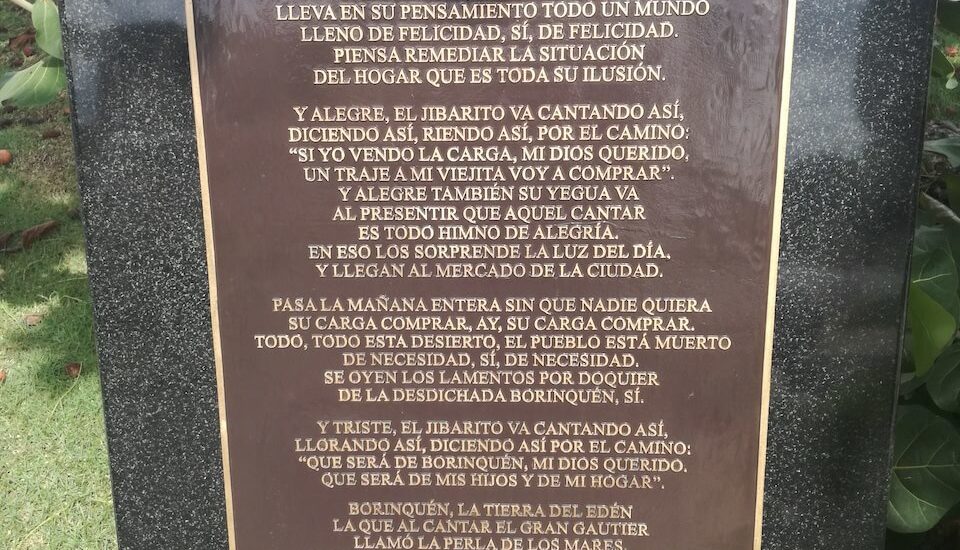 LLEVA EN SU PENSAMIENTO TODO UN MUNDO
LLENO DE FELICIDAD, SÍ, DE FELICIDAD.
PIENSA REMEDIAR LA SITUACIÓN
DEL HOGAR QUE ES TODA SU ILUSIÓN.
Y ALEGRE, EL JIBARITO VA CANTANDO ASÍ,
DICIENDO ASÍ, RIENDO ASÍ, POR EL CAMINO:
“SI YO VENDO LA CARGA, MI DIOS QUERIDO,
UN TRAJE A MI VIEJITA VOY A COMPRAR”.
Y ALEGRE TAMBIÉN SU YEGUA VA
AL PRESENTIR QUE AQUEL CANTAR
ES TODO HIMNO DE ALEGRÍA.
EN ESO LOS SORPRENDE LA LUZ DEL DÍA,
Y LLEGAN AL MERCADO DE LA CIUDAD.
PASA LA MAÑANA ENTERA SIN QUE NADIE QUIERA
SU CARGA COMPRAR, AY, SU CARGA COMPRAR.
TODO, TODO ESTA DESIERTO, EL PUEBLO ESTÁ MUERTO
DE NECESIDAD, SÍ, DE NECESIDAD.
SE OYEN LOS LAMENTOS POR DOQUIER
DE LA DESDICHADA BORINQUÉN, SÍ.
Y TRISTE, EL JIBARITO VA CANTANDO ASÍ,
LLORANDO ASÍ, DICIENDO ASÍ POR EL CAMINO:
“QUE SERÁ DE BORINQUÉN, MI DIOS QUERIDO.
QUE SERÁ DE MIS HIJOS Y DE MI HOGAR”.
BORINQUÉN, LA TIERRA DEL EDÉN
LA QUE AL CANTAR EL GRAN GAUTIER
LLAMÓ LA PERLA DE LOS MARES.